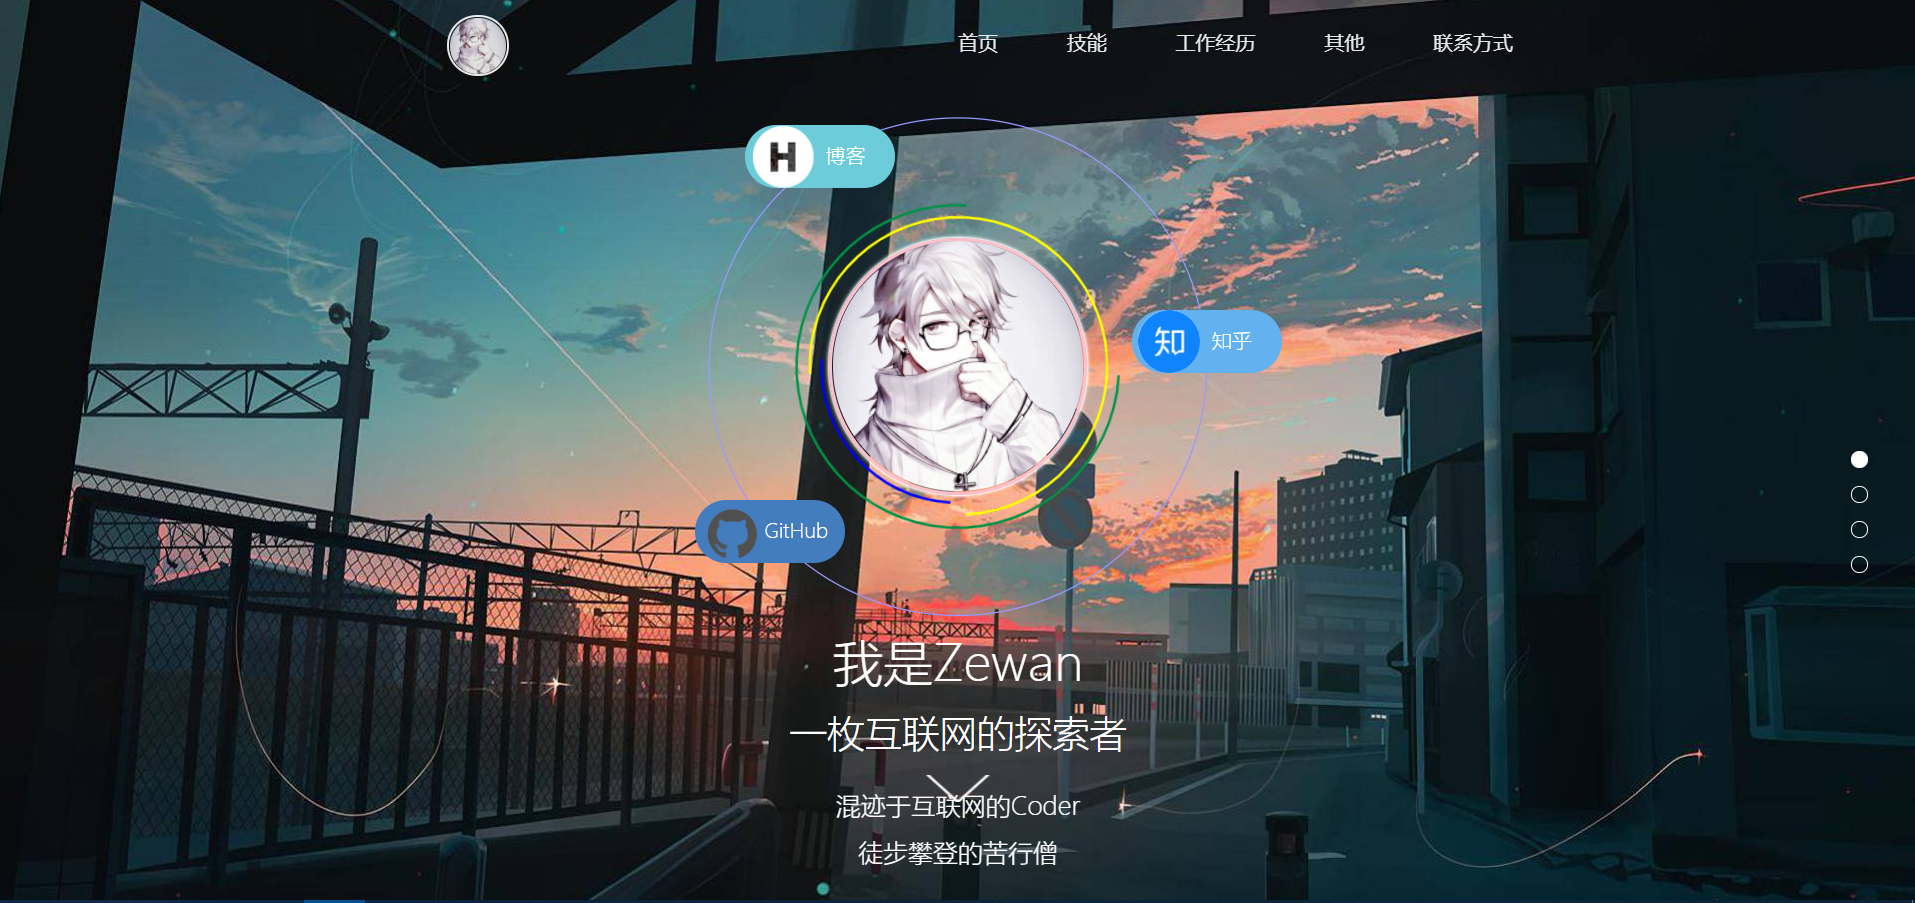 首页 技能 工作经历 其他 联系方式
H 博客
知 知乎
GitHub
我是Zewan
一枚互联网的探索者
混迹于互联网的Coder
徒步攀登的苦行僧